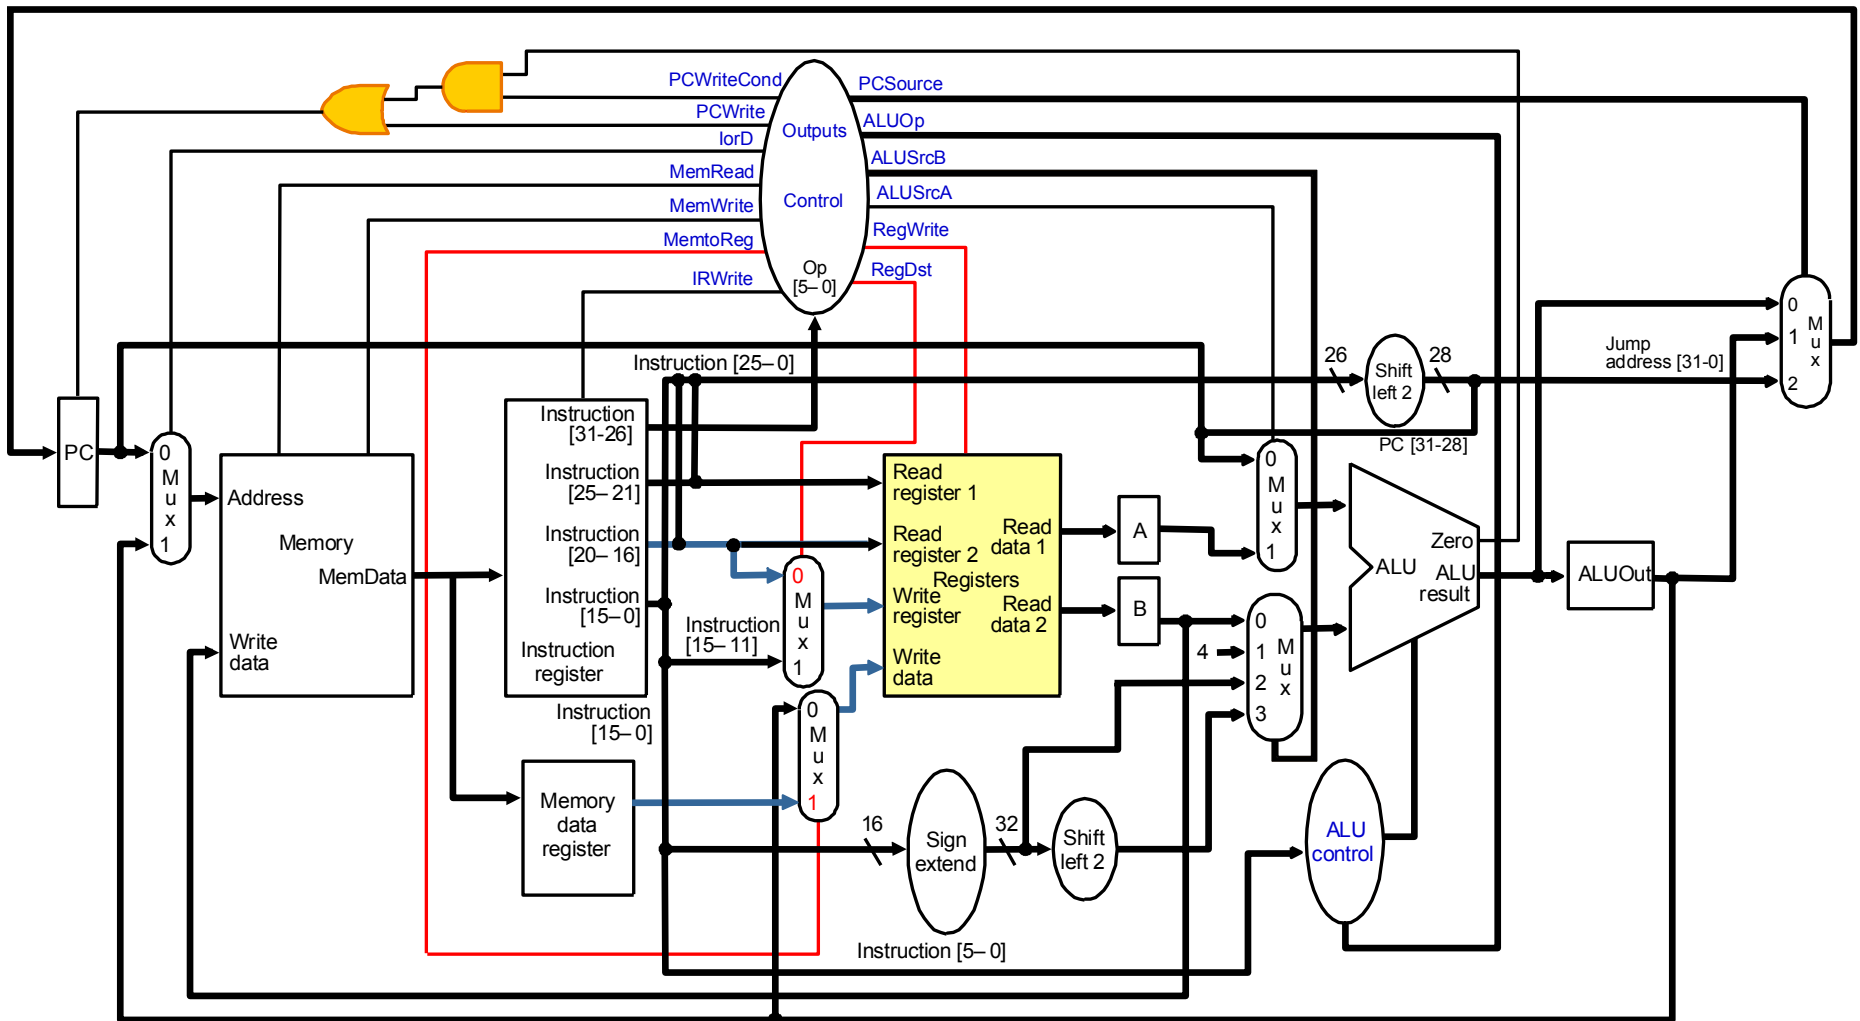 PCWriteCond
PCSource
PCWrite
Outputs
ALUOp
IorD
ALUSrcB
MemRead
ALUSrcA
MemWrite
Control
RegWrite
MemtoReg
Op
[5–0]
RegDst
IRWrite
Instruction [25–0]
26
Shift
left 2
28
Jump
address [31-0]
0
1
2
M
u
x
PC [31-28]
PC
0
M
u
x
1
Address
Memory
MemData
Write
data
Instruction
[31-26]
Instruction
[25–21]
Instruction
[20–16]
Instruction
[15–0]
Instruction
register
Instruction
[15–11]
0
M
u
x
1
Read
register 1
Read
register 2
Registers
Write
register
Write
data
Read
data 1
Read
data 2
A
B
0
M
u
x
1
4
0
1
2
3
M
u
x
Zero
ALU
ALU
result
ALUOut
Instruction
[15–0]
0
M
u
x
1
Memory
data
register
16
Sign
extend
32
Shift
left 2
ALU
control
Instruction [5–0]